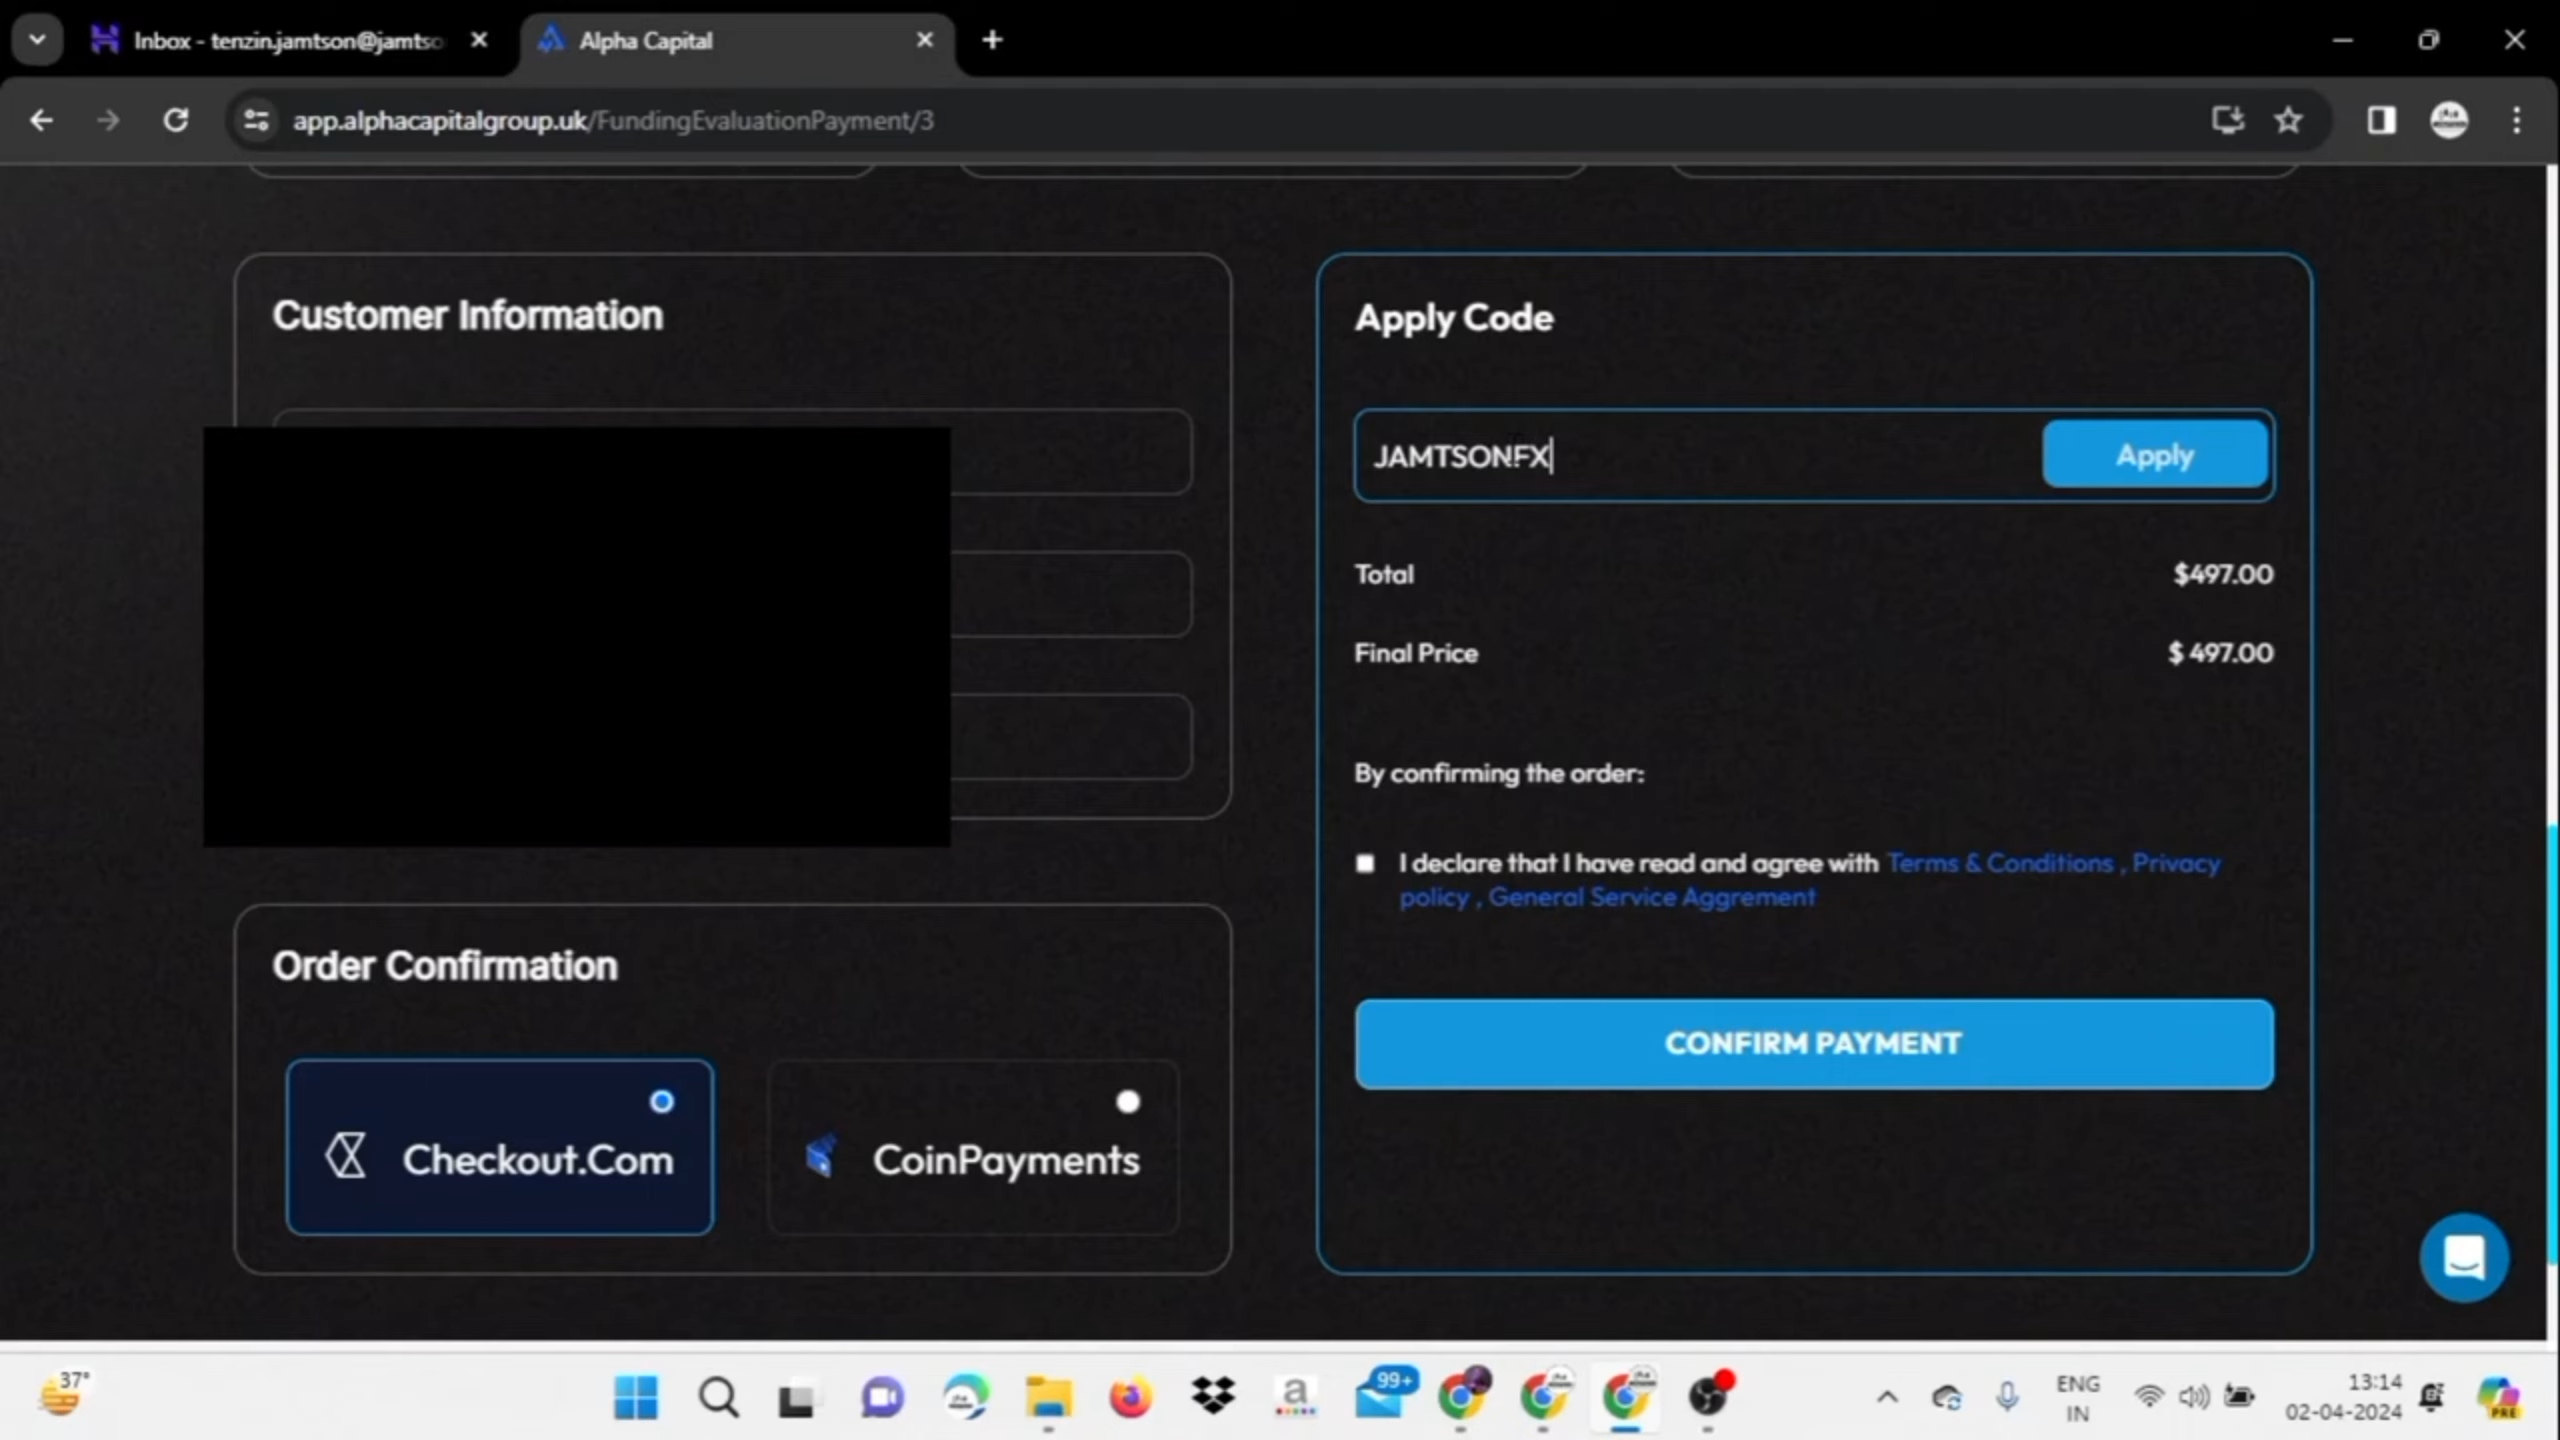 Inbox - tenzin.jamtso@jamtso
Alpha Capital
app.alphacapitalgroup.uk/FundingEvaluationPayment/3
Customer Information
Apply Code
JAMTSONFX
Apply
Total
$497.00
Final Price
$ 497.00
By confirming the order:
I declare that I have read and agree with Terms & Conditions , Privacy
policy , General Service Aggrement
Order Confirmation
CONFIRM PAYMENT
Checkout.Com
CoinPayments
37°
a
99+
ENG
IN
13:14
02-04-2024
PRE